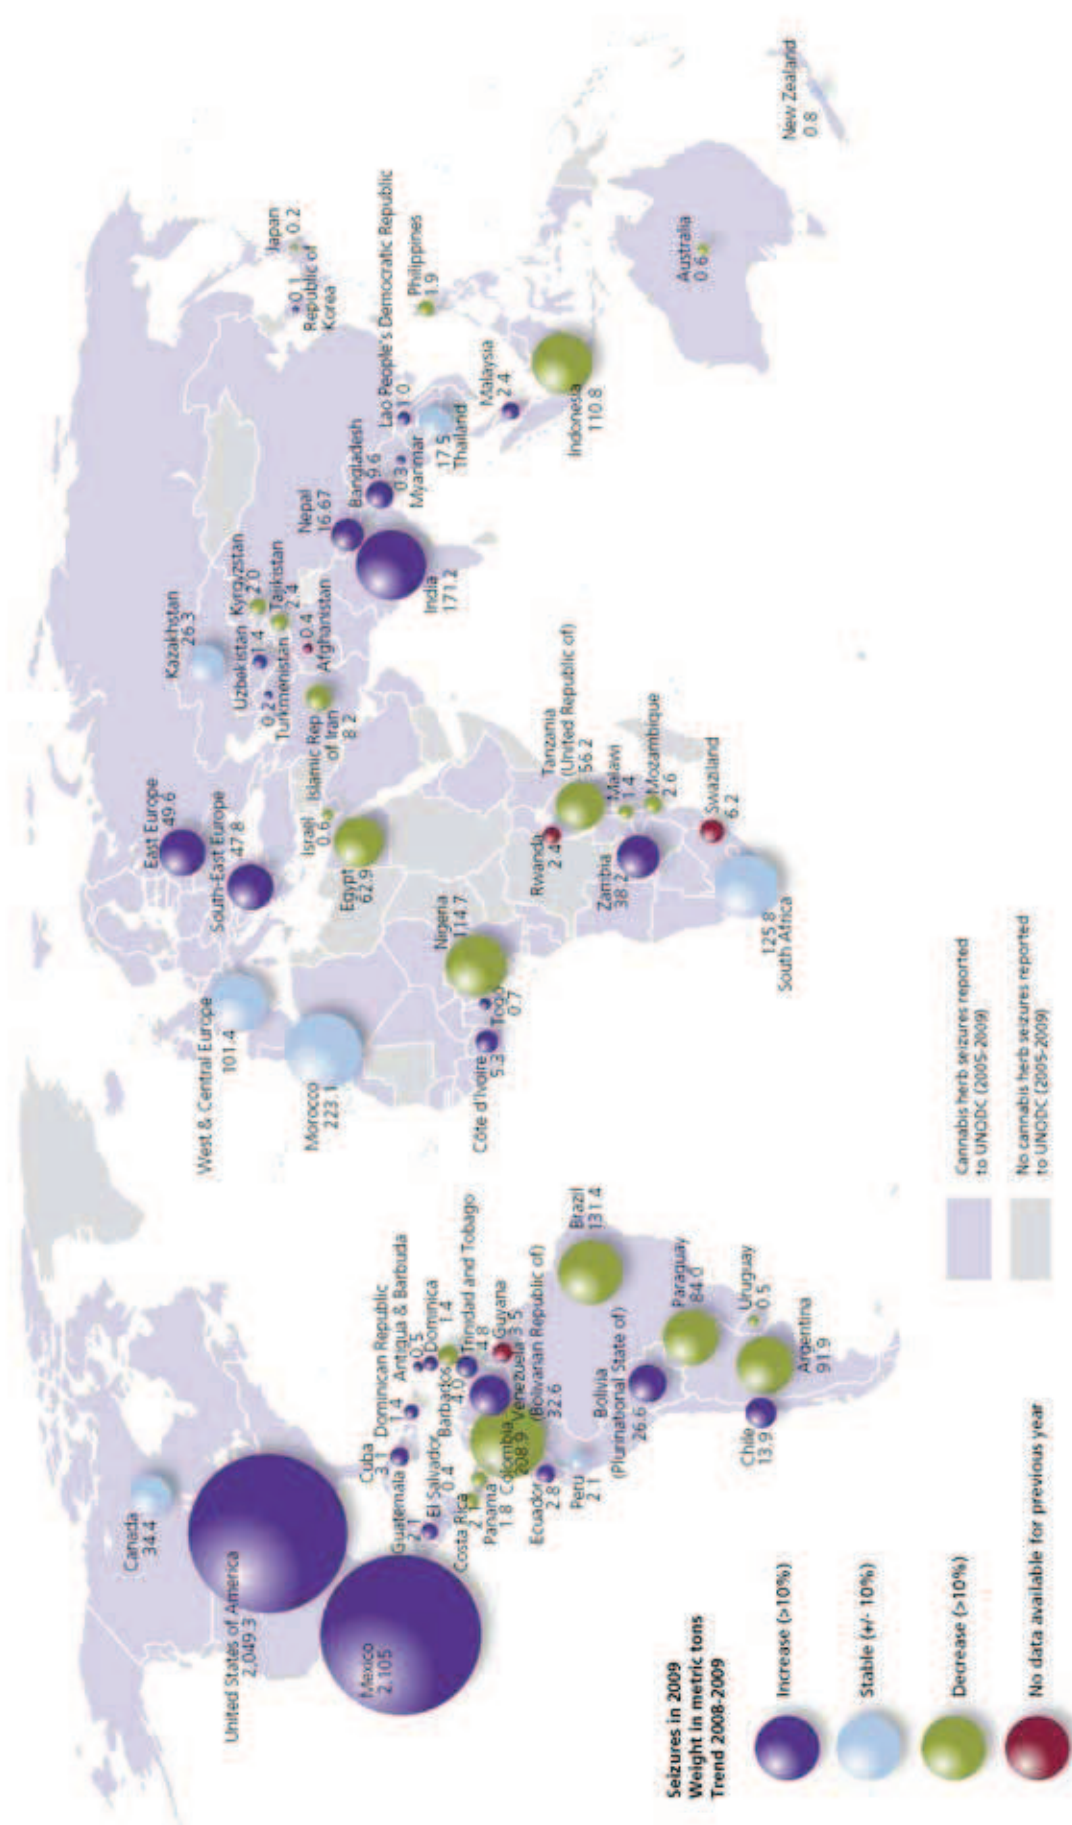 Canada
34.4
United States of America
2,049.3
Mexico
2.105
Cuba
3.1
Dominican Republic
1.4
Antigua & Barbuda
0.5
Dominica
Guatemala
2.1
El Salvador
0.4
Barbados
4.0
1.4
Trinidad and Tobago
4.8
Guyana
3.5
Costa Rica
2.1
Panama
1.8
Colombia
208.9
Venezuela
(Bolivarian Republic of)
32.6
Ecuador
2.8
Peru
2.1
Brazil
131.4
Bolivia
(Plurinational State of)
26.6
Paraguay
84.0
Uruguay
0.5
Chile
13.9
Argentina
91.9
West & Central Europe
101.4
East Europe
49.6
South-East Europe
47.8
Morocco
223.1
Israil
0.6
Egypt
62.9
Islamic Rep
of Iran
8.2
Kazakhstan
26.3
Uzbekistan
1.4
Kyrgyzstan
2.0
Tajikistan
2.4
0.2
Turkmenistan
0.4
Afghanistan
Nepal
16.67
Bangladesh
9.6
India
171.2
0.3
Myanmar
Lao People's Democratic Republic
1.0
17.5
Thailand
Philippines
1.9
Malaysia
2.4
Indonesia
110.8
Japan
0.2
0.1
Republic of
Korea
Côte d'Ivoire
5.3
Togo
0.7
Nigeria
114.7
Rwanda
2.4
Tanzania
(United Republic of)
56.2
Malawi
1.4
Mozambique
2.6
Zambia
38.2
Swaziland
6.2
125.8
South Africa
Australia
0.6
New Zealand
0.8
Seizures in 2009
Weight in metric tons
Trend 2008-2009
Increase (>10%)
Stable (+/- 10%)
Decrease (>10%)
No data available for previous year
Cannabis herb seizures reported
to UNODC (2005-2009)
No cannabis herb seizures reported
to UNODC (2005-2009)